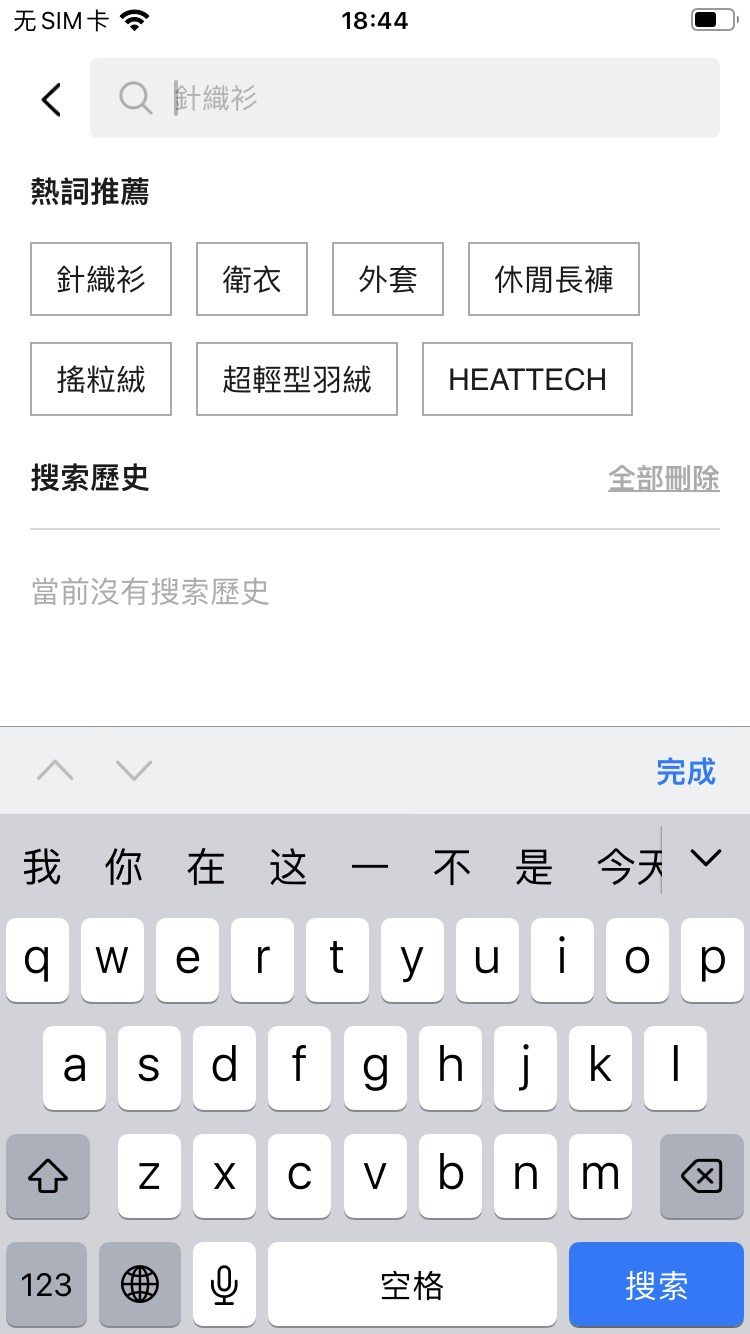 无SIM卡 18:44
針織衫
熱詞推薦
針織衫 衛衣 外套 休閒長褲
搖粒絨 超輕型羽絨 HEATTECH
搜索歷史 全部刪除
當前沒有搜索歷史
完成
我 你 在 这 一 不 是 今天
q w e r t y u i o p
a s d f g h j k l
z x c v b n m
123 空格 搜索